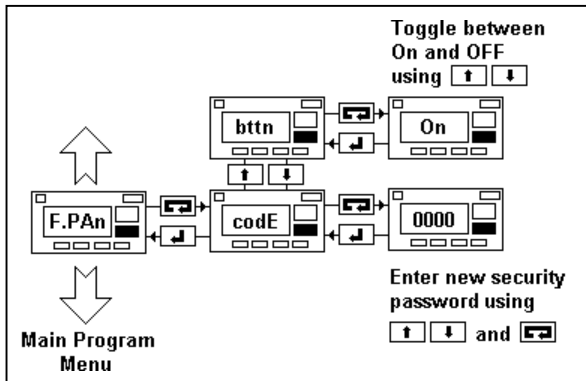 Toggle between
On and OFF
using
bttn
On
F.PAn
codE
0000
Enter new security
password using
and
Main Program
Menu